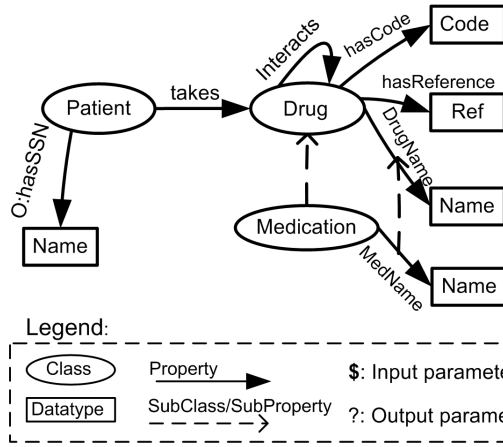 Interacts
hasCode
Code
Patient
takes
Drug
hasReference
Ref
O:hasSSN
DrugName
Name
Medication
Name
MedName
Name
Legend:
Class
Property
$: Input paramete
Datatype
SubClass/SubProperty
?: Output parame